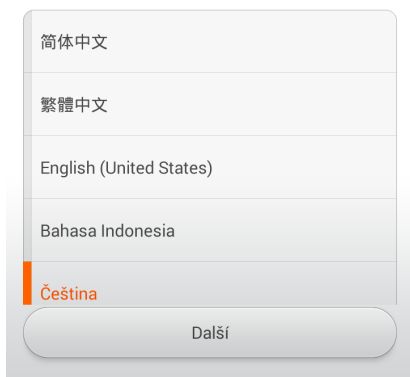 简体中文
繁體中文
English (United States)
Bahasa Indonesia
Čeština
Další